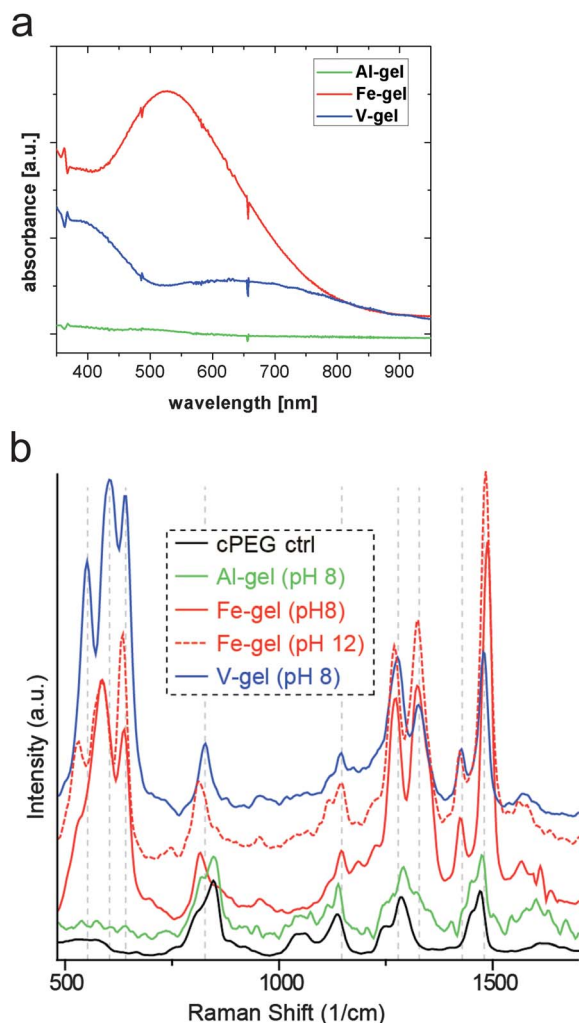 a
Al-gel
Fe-gel
V-gel
absorbance [a.u.]
400 500 600 700 800 900
wavelength [nm]
b
cPEG ctrl
Al-gel (pH 8)
Fe-gel (pH8)
Fe-gel (pH 12)
V-gel (pH 8)
Intensity (a.u.)
500 1000 1500
Raman Shift (1/cm)